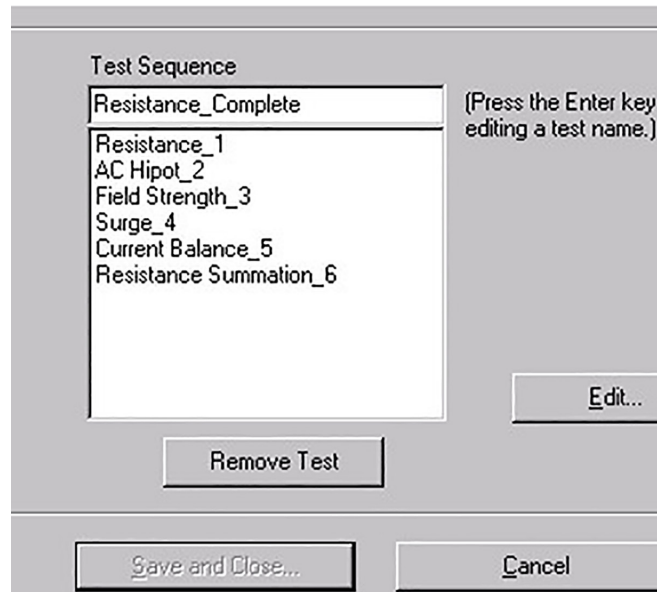 Test Sequence
Resistance_Complete
(Press the Enter key
editing a test name.)
Resistance_1
AC Hipot_2
Field Strength_3
Surge_4
Current Balance_5
Resistance Summation_6
Edit...
Remove Test
Save and Close...
Cancel